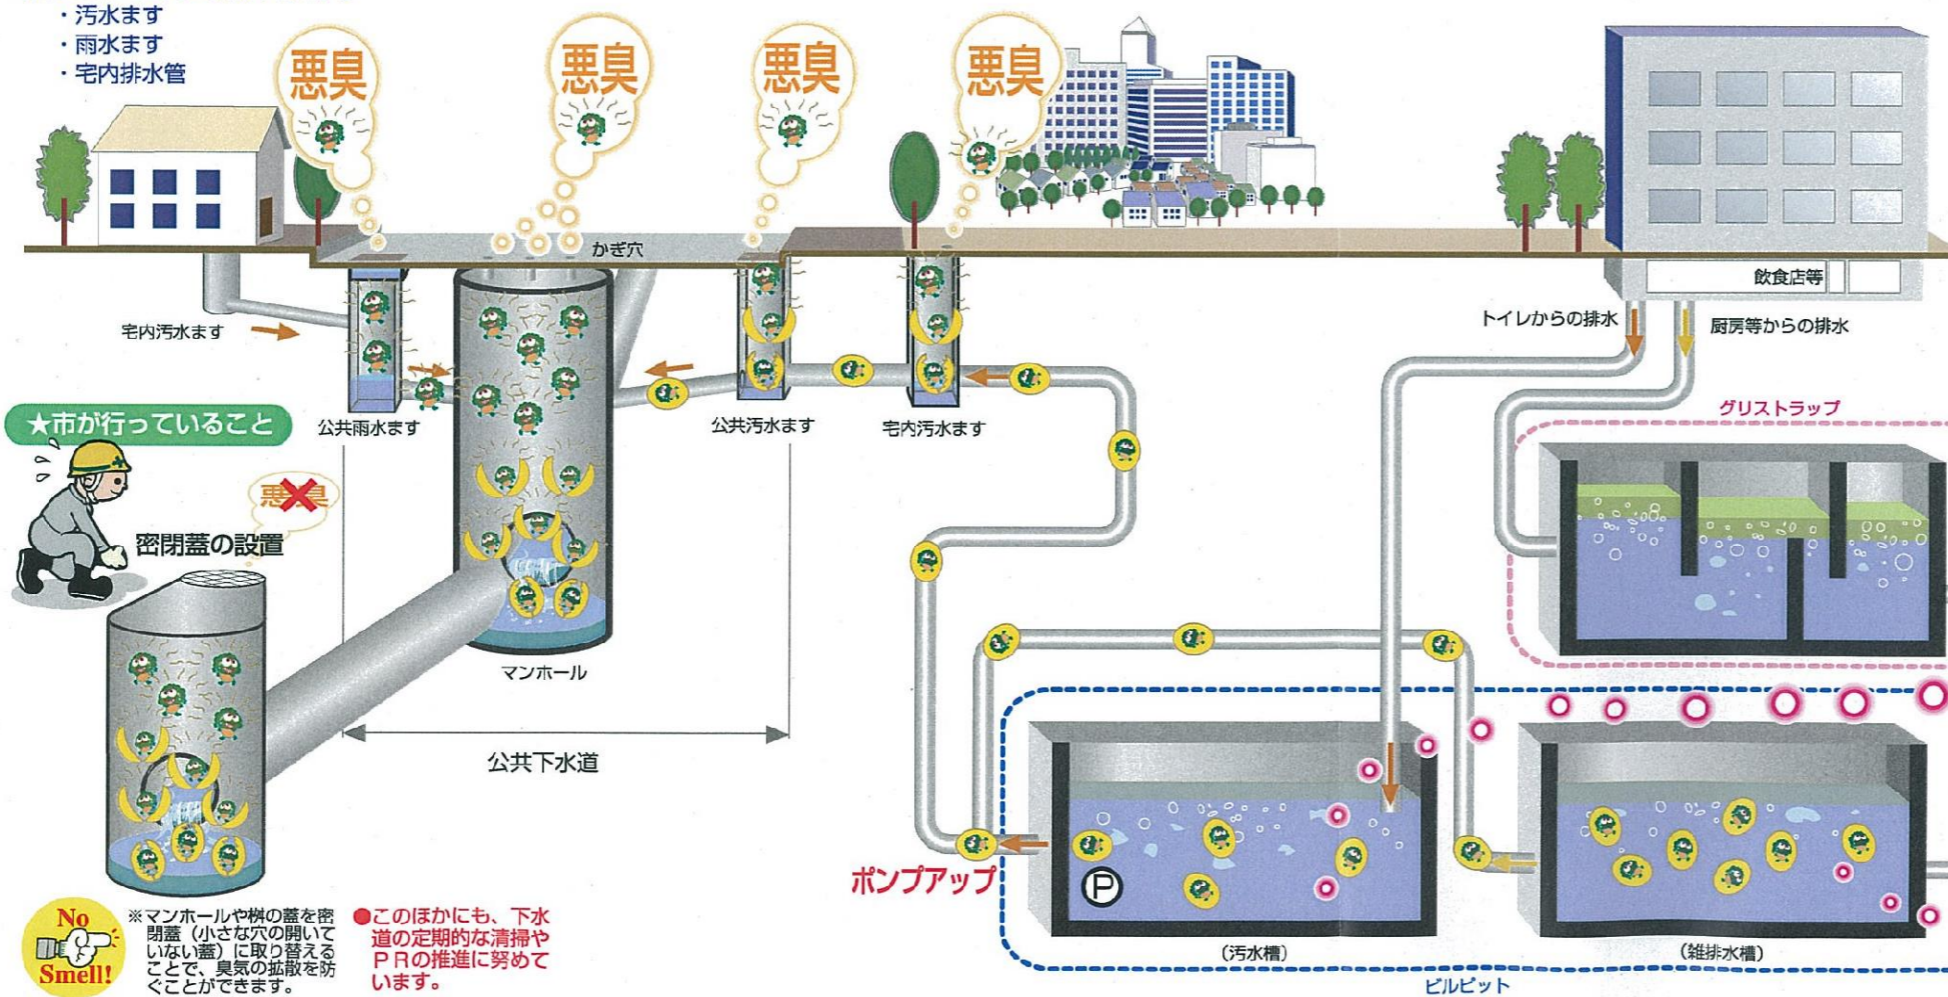 ・汚水ます
・雨水ます
・宅内排水管
悪臭
悪臭
悪臭
悪臭
かぎ穴
飲食店等
宅内汚水ます
トイレからの排水
厨房等からの排水
★市が行っていること
公共雨水ます
公共汚水ます
宅内汚水ます
グリストラップ
悪臭
密閉蓋の設置
マンホール
公共下水道
ポンプアップ
P
(汚水槽)
(雑排水槽)
ビルピット
No
Smell!
※マンホールや桝の蓋を密
閉蓋（小さな穴の開いて
いない蓋）に取り替える
ことで、臭気の拡散を防
ぐことができます。
●このほかにも、下水
道の定期的な清掃や
ＰＲの推進に努めて
います。